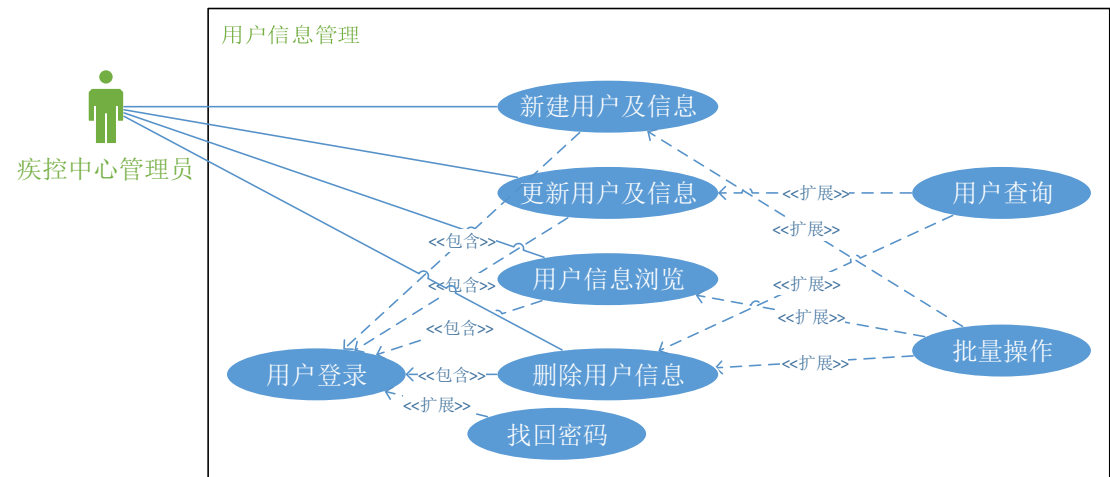 用户信息管理
新建用户及信息
疾控中心管理员
更新用户及信息
<<扩展>>
用户查询
<<扩展>>
<<包含>>
用户信息浏览
<<包含>>
<<扩展>>
<<扩展>>
<<包含>>
批量操作
<<扩展>>
用户登录
<<包含>>
删除用户信息
<<扩展>>
找回密码